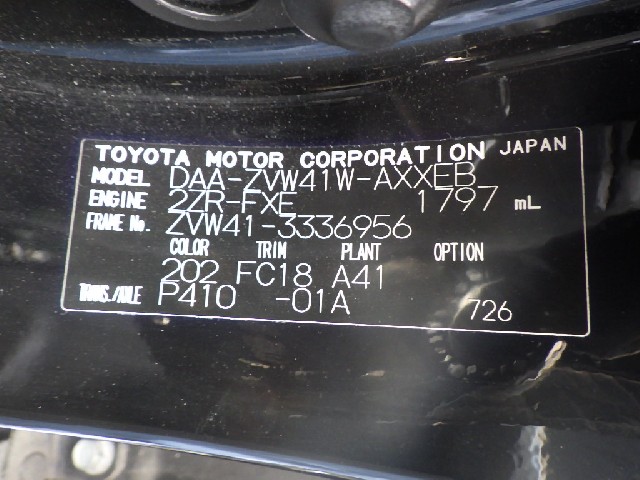 TOYOTA MOTOR CORPORATION JAPAN
MODEL DAA-ZVW41W-AXXEB
ENGINE 2ZR-FXE 1797 mL
FRAME No. ZVW41-3336956
COLOR TRIM PLANT OPTION
202 FC18 A41
TRANS./AXLE P410 -01A 726